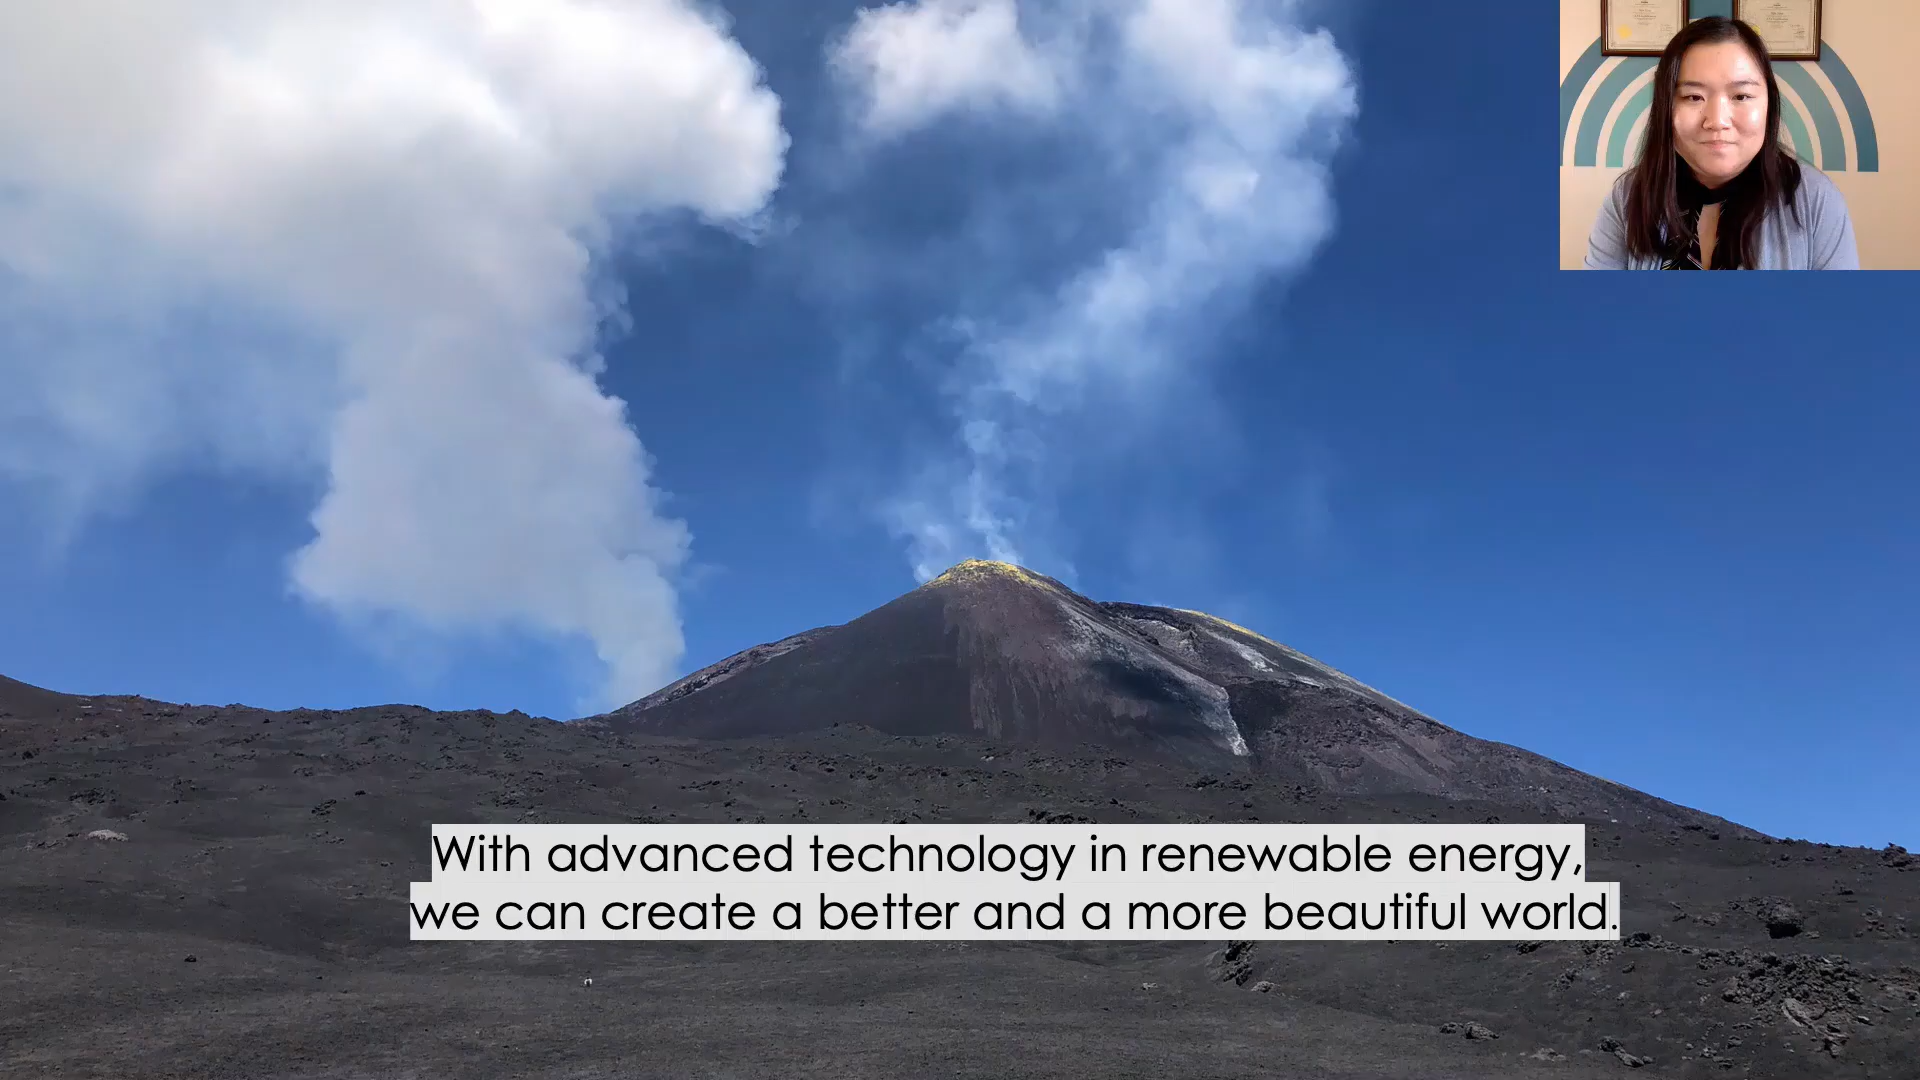 With advanced technology in renewable energy,
we can create a better and a more beautiful world.